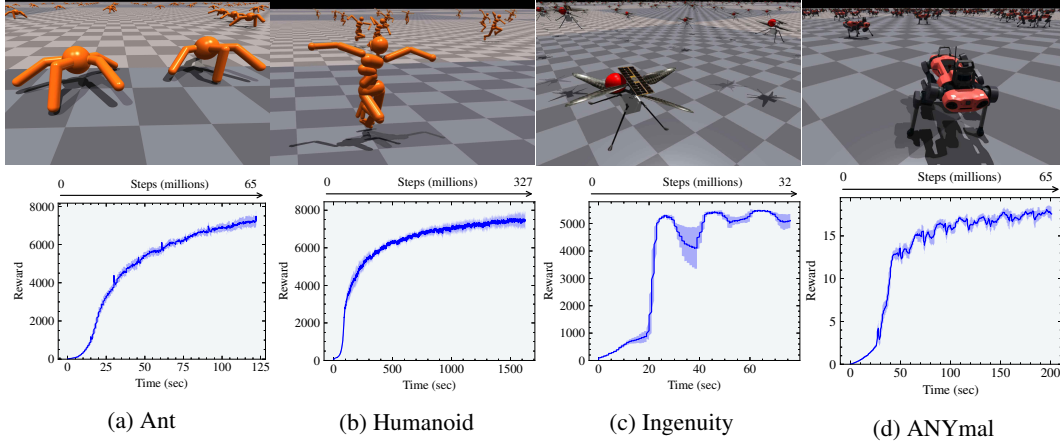 0 Steps (millions) 65
8000
6000
4000
2000
0
Reward
0 25 50 75 100 125
Time (sec)
(a) Ant
0 Steps (millions) 327
8000
6000
4000
2000
0
Reward
0 500 1000 1500
Time (sec)
(b) Humanoid
0 Steps (millions) 32
5000
4000
3000
2000
1000
0
Reward
0 20 40 60
Time (sec)
(c) Ingenuity
0 Steps (millions) 65
15
10
5
0
Reward
0 50 100 150 200
Time (sec)
(d) ANYmal